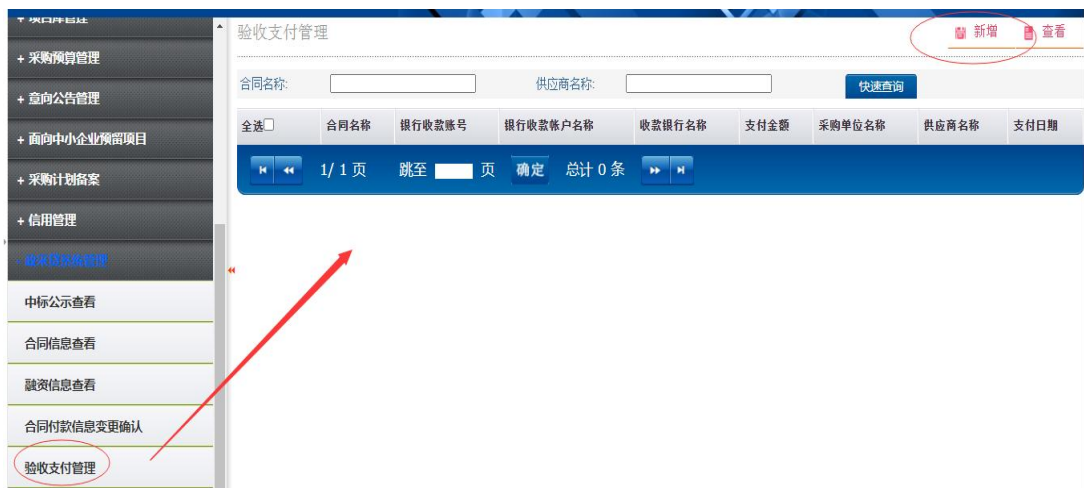 验收支付管理
新增 查看
+ 采购预算管理
+ 意向公告管理
+ 面向中小企业预留项目
+ 采购计划备案
+ 信用管理
中标公示查看
合同信息查看
融资信息查看
合同付款信息变更确认
验收支付管理
合同名称: 供应商名称: 快速查询
全选 合同名称 银行收款账号 银行收款帐户名称 收款银行名称 支付金额 采购单位名称 供应商名称 支付日期
1/ 1 页 跳至 页 确定 总计 0 条